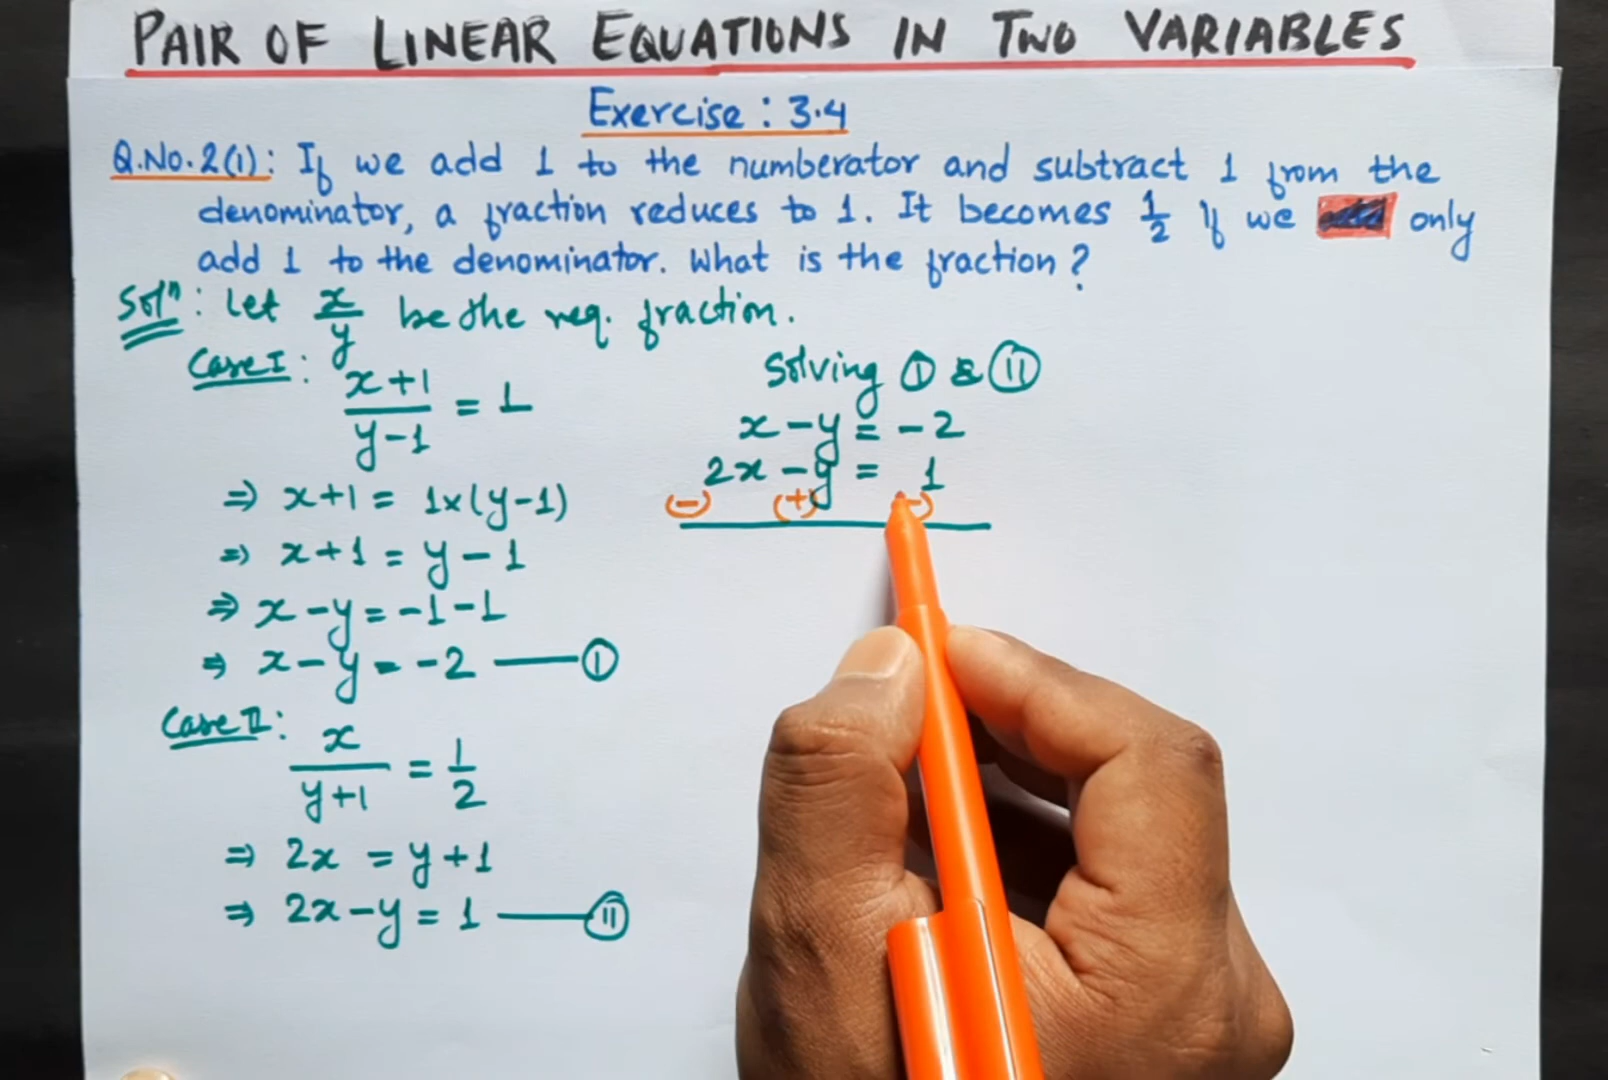 PAIR OF LINEAR EQUATIONS IN TWO VARIABLES
Exercise : 3.4
Q.No.2(1): If we add 1 to the numberator and subtract 1 from the
denominator, a fraction reduces to 1. It becomes 1/2 If we only
add 1 to the denominator. What is the fraction?
Solⁿ: Let x/y be the req. fraction.
Case I:
(x+1)/(y-1) = 1
⇒ x+1 = 1×(y-1)
⇒ x+1 = y-1
⇒ x-y = -1-1
⇒ x-y = -2 —— (I)
Case II:
x/(y+1) = 1/2
⇒ 2x = y+1
⇒ 2x-y = 1 —— (II)
Solving (I) & (II)
x-y = -2
2x-y = 1
(-) (+) (-)